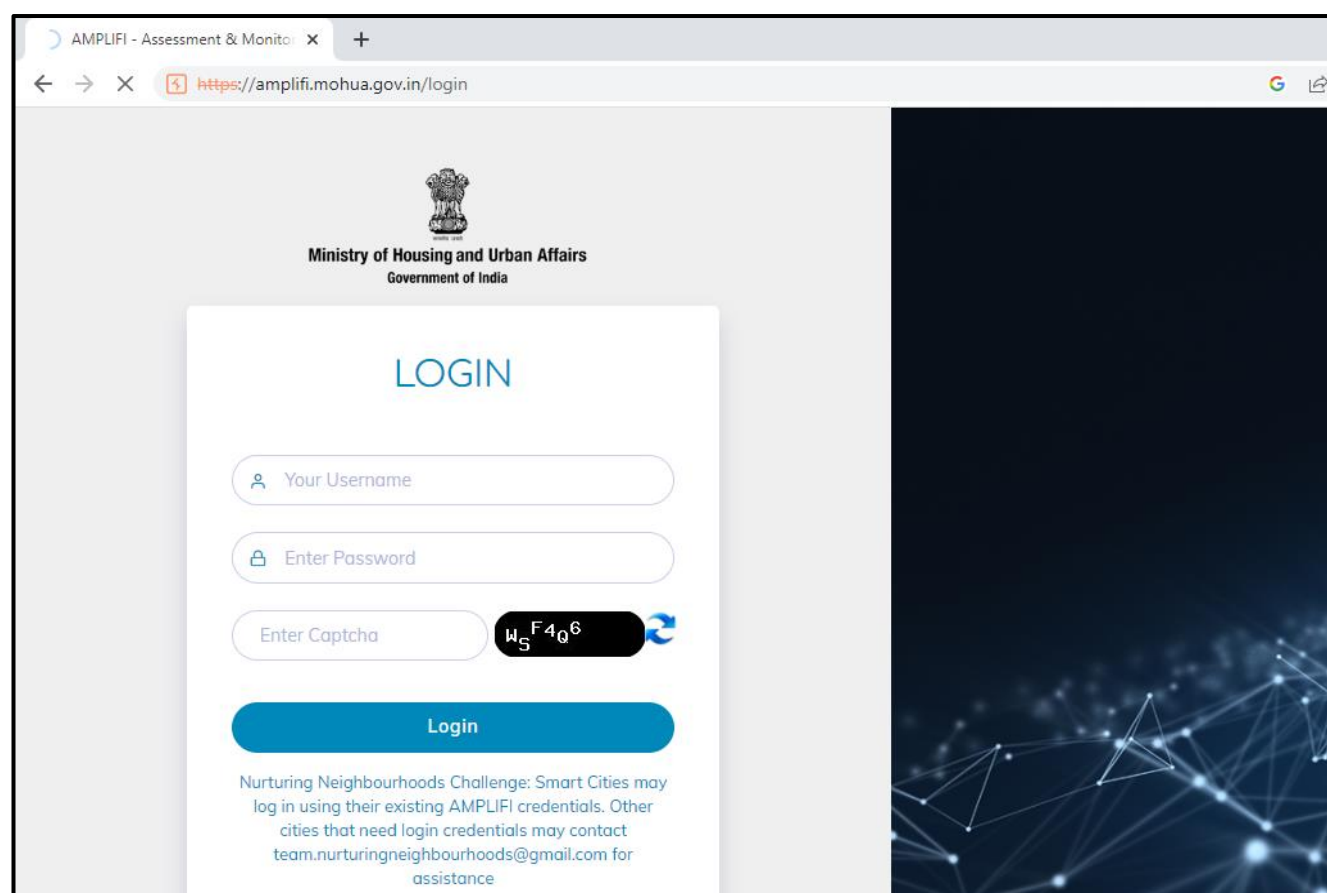 AMPLIFI - Assessment & Monito
https://amplifi.mohua.gov.in/login
Ministry of Housing and Urban Affairs
Government of India
LOGIN
Your Username
Enter Password
Enter Captcha
WSF4Q6
Login
Nurturing Neighbourhoods Challenge: Smart Cities may
log in using their existing AMPLIFI credentials. Other
cities that need login credentials may contact
team.nurturingneighbourhoods@gmail.com for
assistance